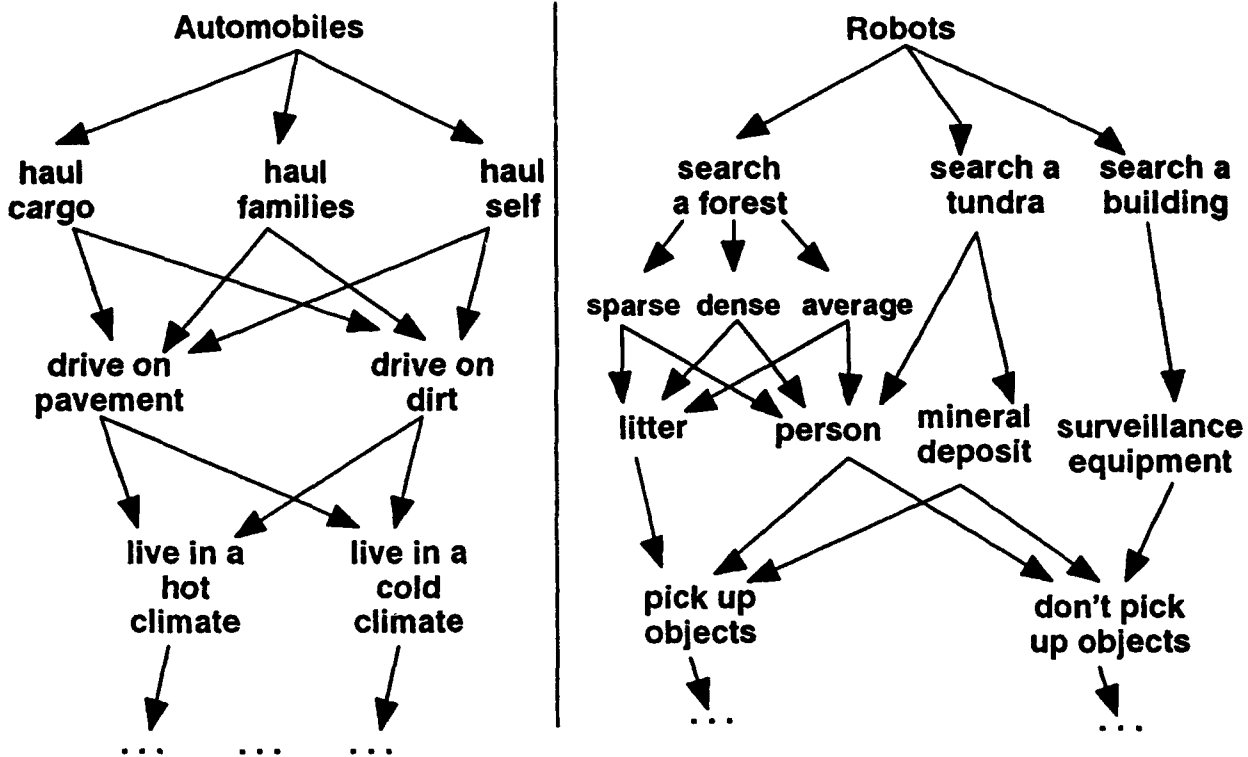 Automobiles
haul
cargo
haul
families
haul
self
drive on
pavement
drive on
dirt
live in a
hot
climate
live in a
cold
climate
... ... ...
Robots
search
a forest
search a
tundra
search a
building
sparse dense average
litter
person
mineral
deposit
surveillance
equipment
pick up
objects
don't pick
up objects
...
...